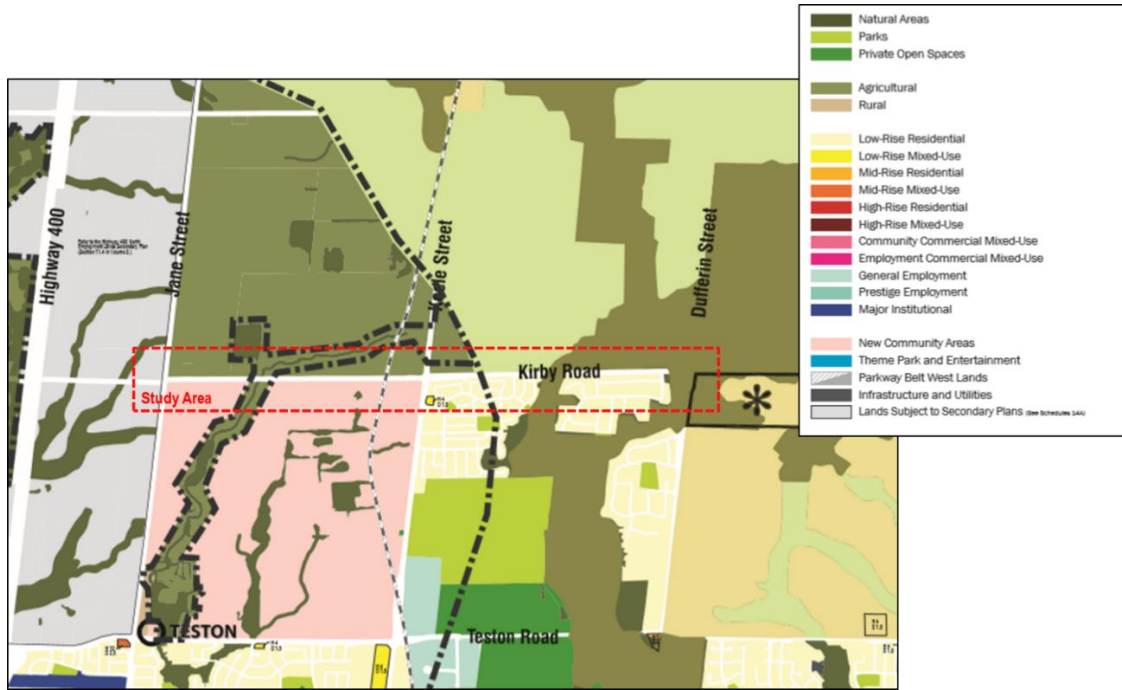 Natural Areas
Parks
Private Open Spaces
Agricultural
Rural
Low-Rise Residential
Low-Rise Mixed-Use
Mid-Rise Residential
Mid-Rise Mixed-Use
High-Rise Residential
High-Rise Mixed-Use
Community Commercial Mixed-Use
Employment Commercial Mixed-Use
General Employment
Prestige Employment
Major Institutional
New Community Areas
Theme Park and Entertainment
Parkway Belt West Lands
Infrastructure and Utilities
Lands Subject to Secondary Plans (See Schedules 14A)
Highway 400
Jane Street
Keele Street
Dufferin Street
Kirby Road
Study Area
TESTON
Teston Road